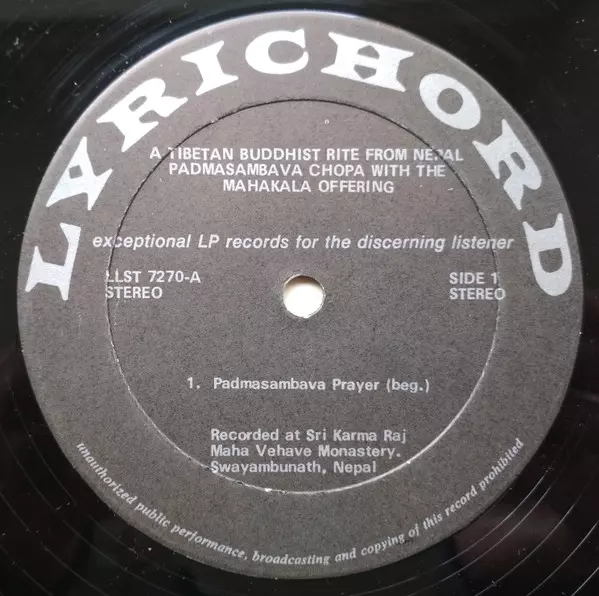 LYRICHORD
A TIBETAN BUDDHIST RITE FROM NEPAL
PADMASAMBAVA CHOPA WITH THE
MAHAKALA OFFERING
exceptional LP records for the discerning listener
LLST 7270-A
STEREO
SIDE 1
STEREO
1. Padmasambava Prayer (beg.)
Recorded at Sri Karma Raj
Maha Vehave Monastery.
Swayambunath, Nepal
unauthorized public performance, broadcasting and copying of this record prohibited